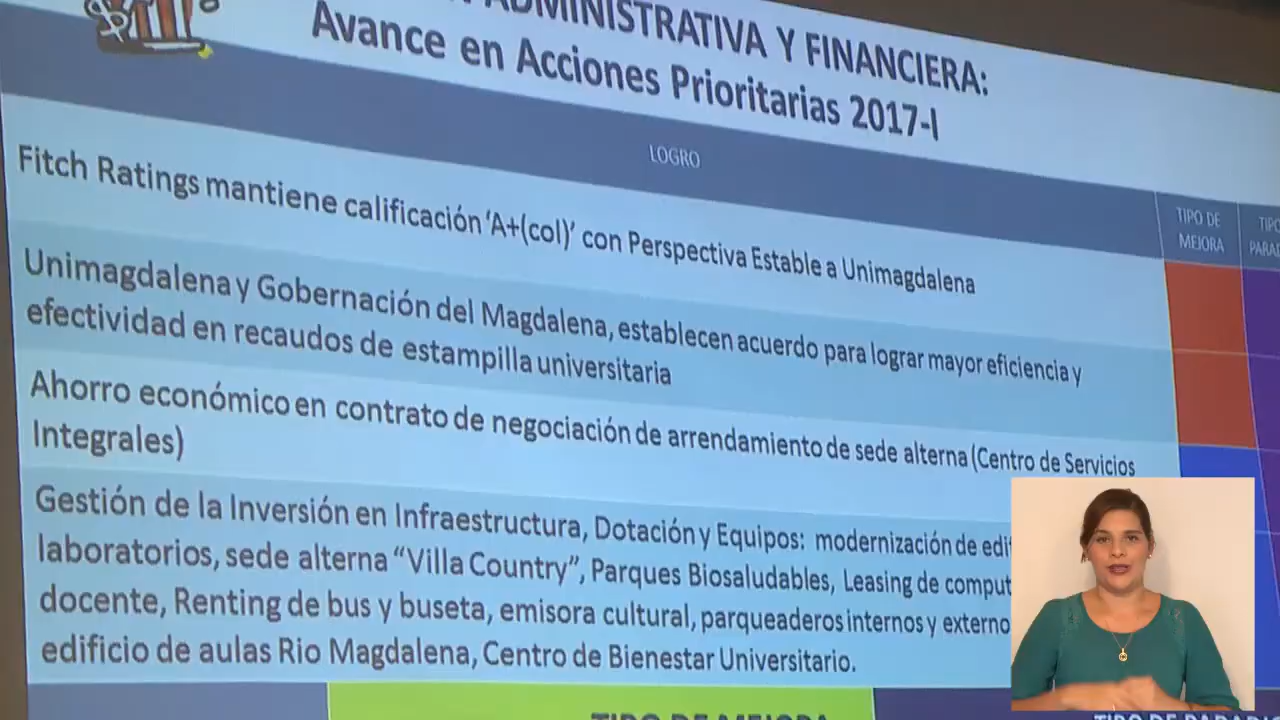 ADMINISTRATIVA Y FINANCIERA:
Avance en Acciones Prioritarias 2017-I
LOGRO
TIPO DE
MEJORA
Fitch Ratings mantiene calificación ‘A+(col)’ con Perspectiva Estable a Unimagdalena
Unimagdalena y Gobernación del Magdalena, establecen acuerdo para lograr mayor eficiencia y
efectividad en recaudos de estampilla universitaria
Ahorro económico en contrato de negociación de arrendamiento de sede alterna (Centro de Servicios
Integrales)
Gestión de la Inversión en Infraestructura, Dotación y Equipos: modernización de
laboratorios, sede alterna “Villa Country”, Parques Biosaludables, Leasing de
docente, Renting de bus y buseta, emisora cultural, parqueaderos internos y
edificio de aulas Rio Magdalena, Centro de Bienestar Universitario.
TIPO DE MEJORA